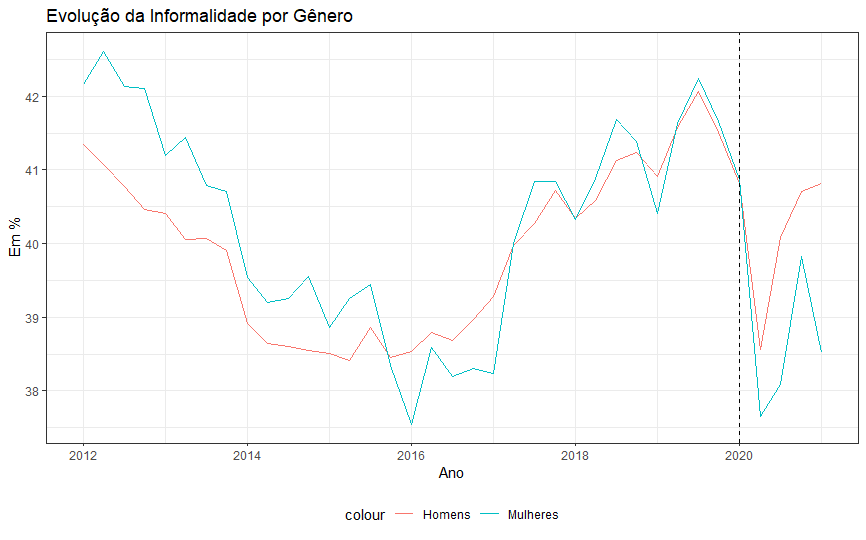 Evolução da Informalidade por Gênero
Em %
42
41
40
39
38
2012 2014 2016 2018 2020
Ano
colour Homens Mulheres